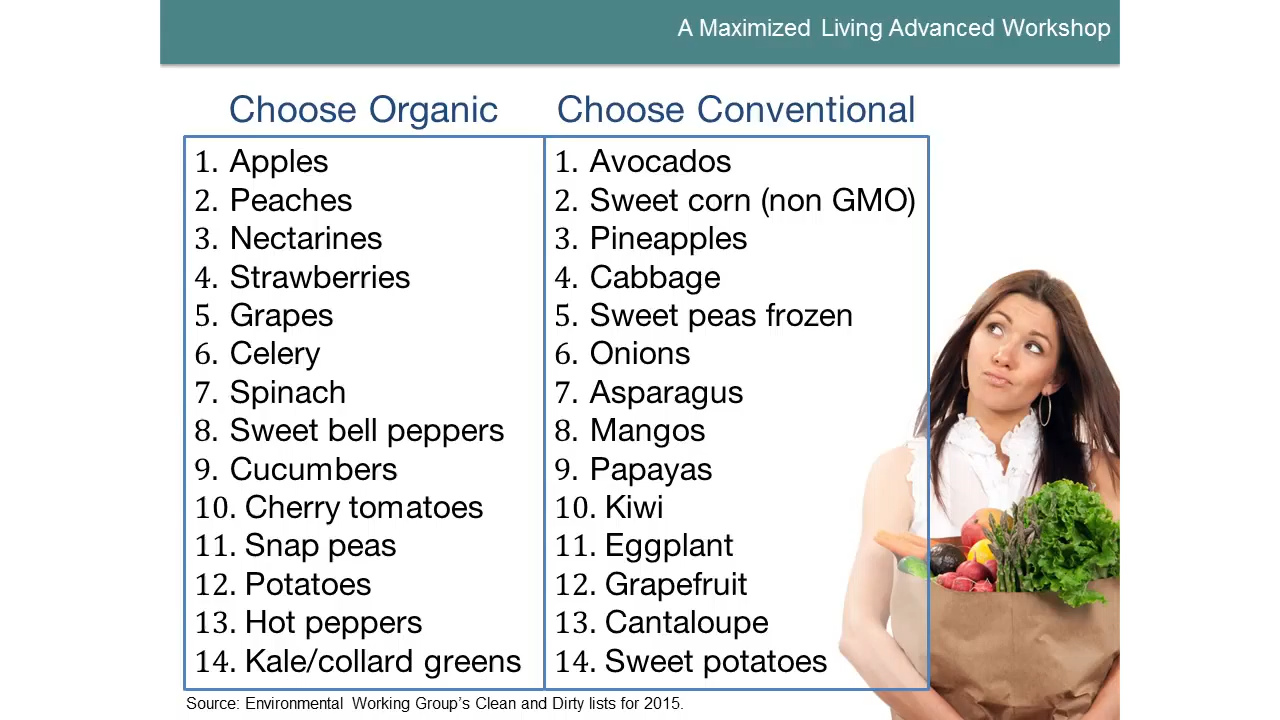 A Maximized Living Advanced Workshop
Choose Organic
1. Apples
2. Peaches
3. Nectarines
4. Strawberries
5. Grapes
6. Celery
7. Spinach
8. Sweet bell peppers
9. Cucumbers
10. Cherry tomatoes
11. Snap peas
12. Potatoes
13. Hot peppers
14. Kale/collard greens
Choose Conventional
1. Avocados
2. Sweet corn (non GMO)
3. Pineapples
4. Cabbage
5. Sweet peas frozen
6. Onions
7. Asparagus
8. Mangos
9. Papayas
10. Kiwi
11. Eggplant
12. Grapefruit
13. Cantaloupe
14. Sweet potatoes
Source: Environmental Working Group’s Clean and Dirty lists for 2015.